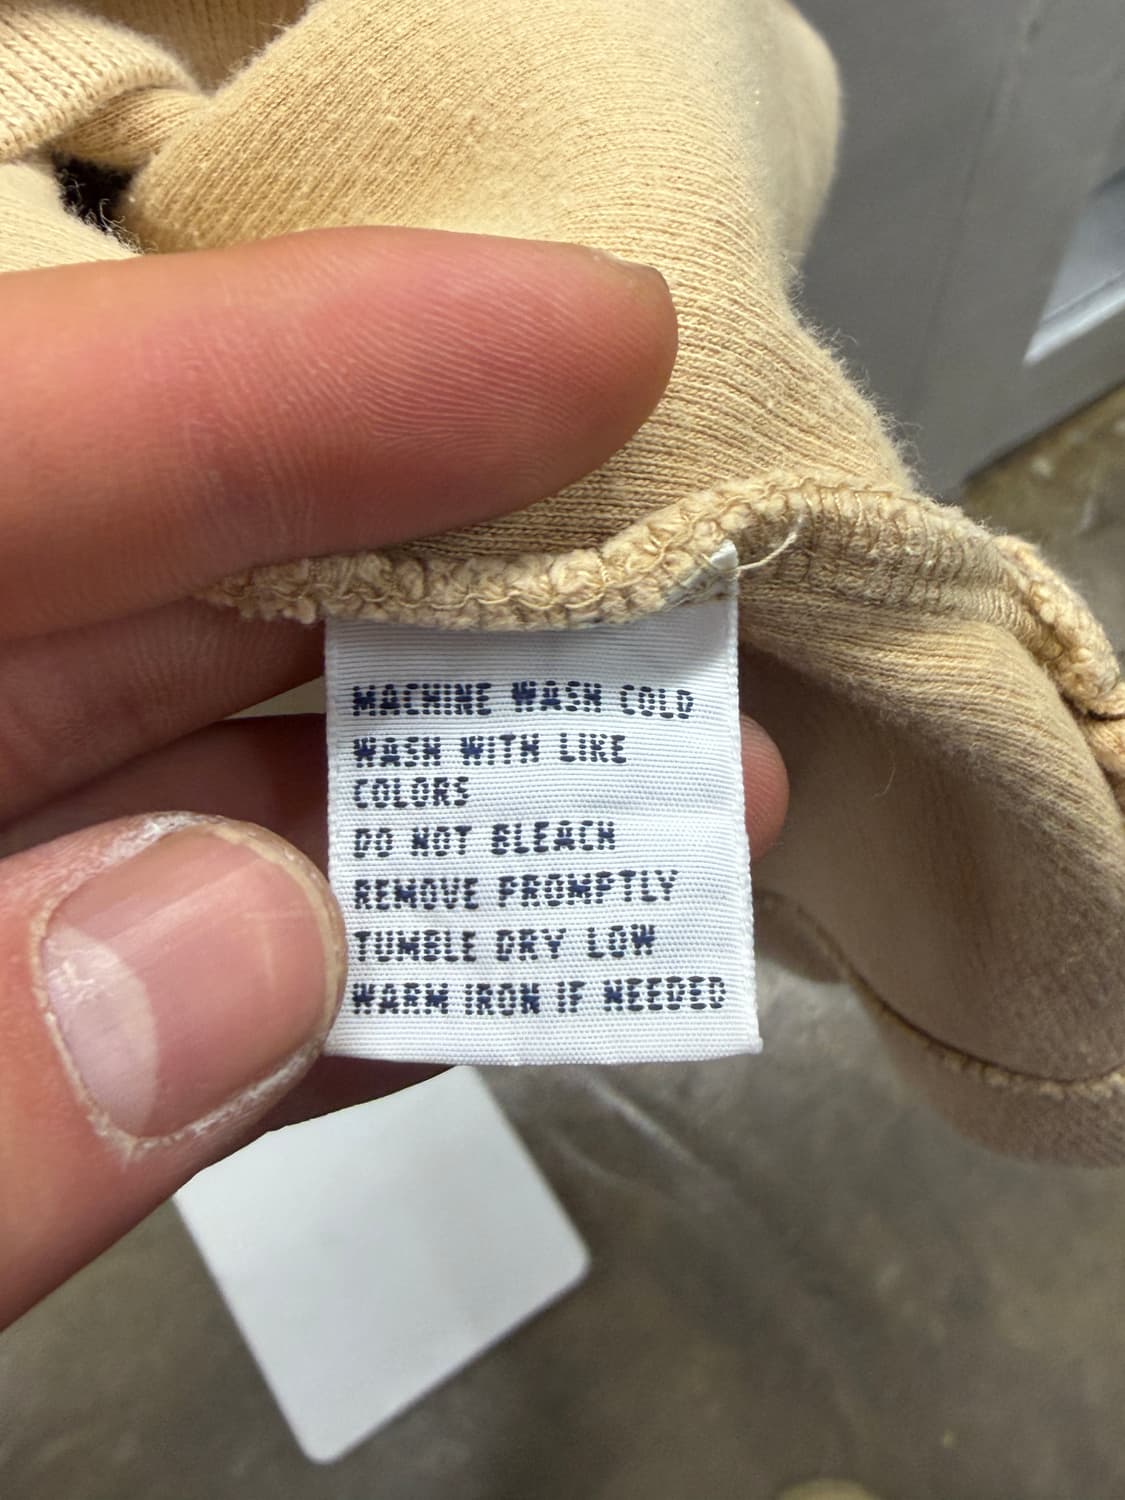 MACHINE WASH COLD
WASH WITH LIKE
COLORS
DO NOT BLEACH
REMOVE PROMPTLY
TUMBLE DRY LOW
WARM IRON IF NEEDED